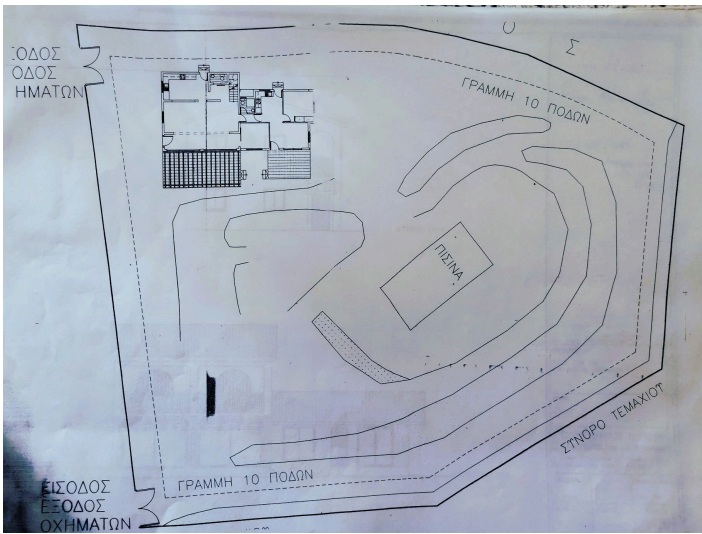 ΟΔΟΣ
ΟΔΟΣ
ΗΜΑΤΩΝ
Ο Σ
ΓΡΑΜΜΗ 10 ΠΟΔΩΝ
ΠΙΣΙΝΑ
ΣΥΝΟΡΟ ΤΕΜΑΧΙΟΥ
ΓΡΑΜΜΗ 10 ΠΟΔΩΝ
ΕΙΣΟΔΟΣ
ΕΞΟΔΟΣ
ΟΧΗΜΑΤΩΝ